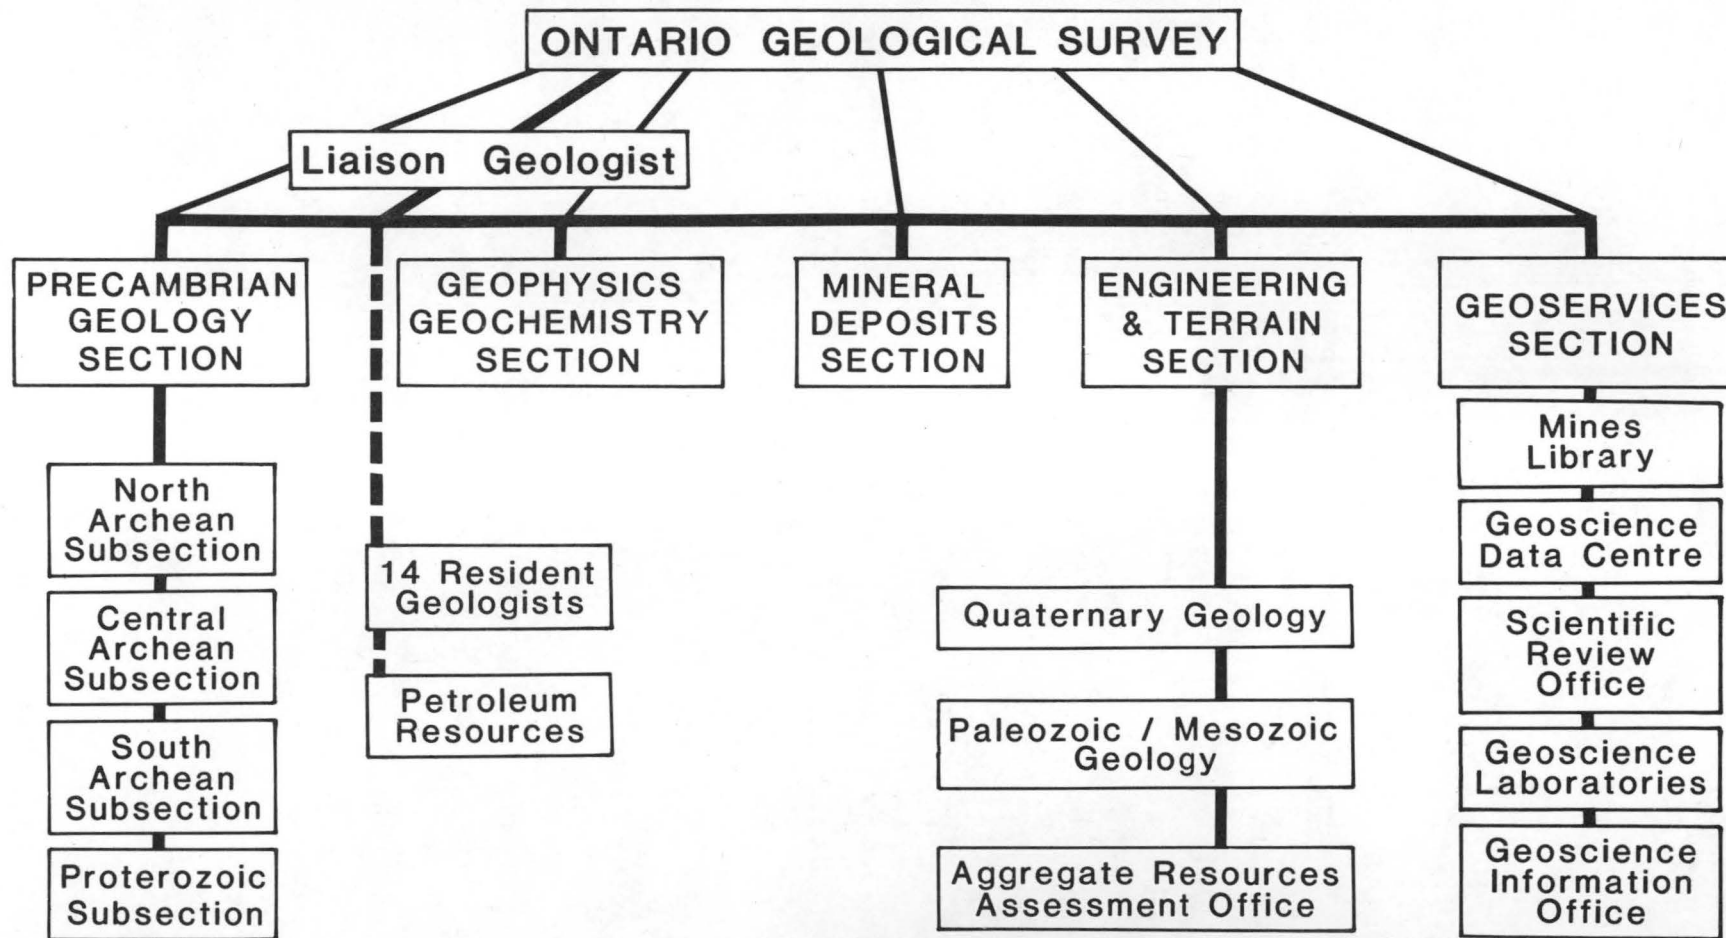 ONTARIO GEOLOGICAL SURVEY
Liaison Geologist
PRECAMBRIAN
GEOLOGY
SECTION
GEOPHYSICS
GEOCHEMISTRY
SECTION
MINERAL
DEPOSITS
SECTION
ENGINEERING
& TERRAIN
SECTION
GEOSERVICES
SECTION
North
Archean
Subsection
Central
Archean
Subsection
South
Archean
Subsection
Proterozoic
Subsection
14 Resident
Geologists
Petroleum
Resources
Quaternary Geology
Paleozoic / Mesozoic
Geology
Aggregate Resources
Assessment Office
Mines
Library
Geoscience
Data Centre
Scientific
Review
Office
Geoscience
Laboratories
Geoscience
Information
Office